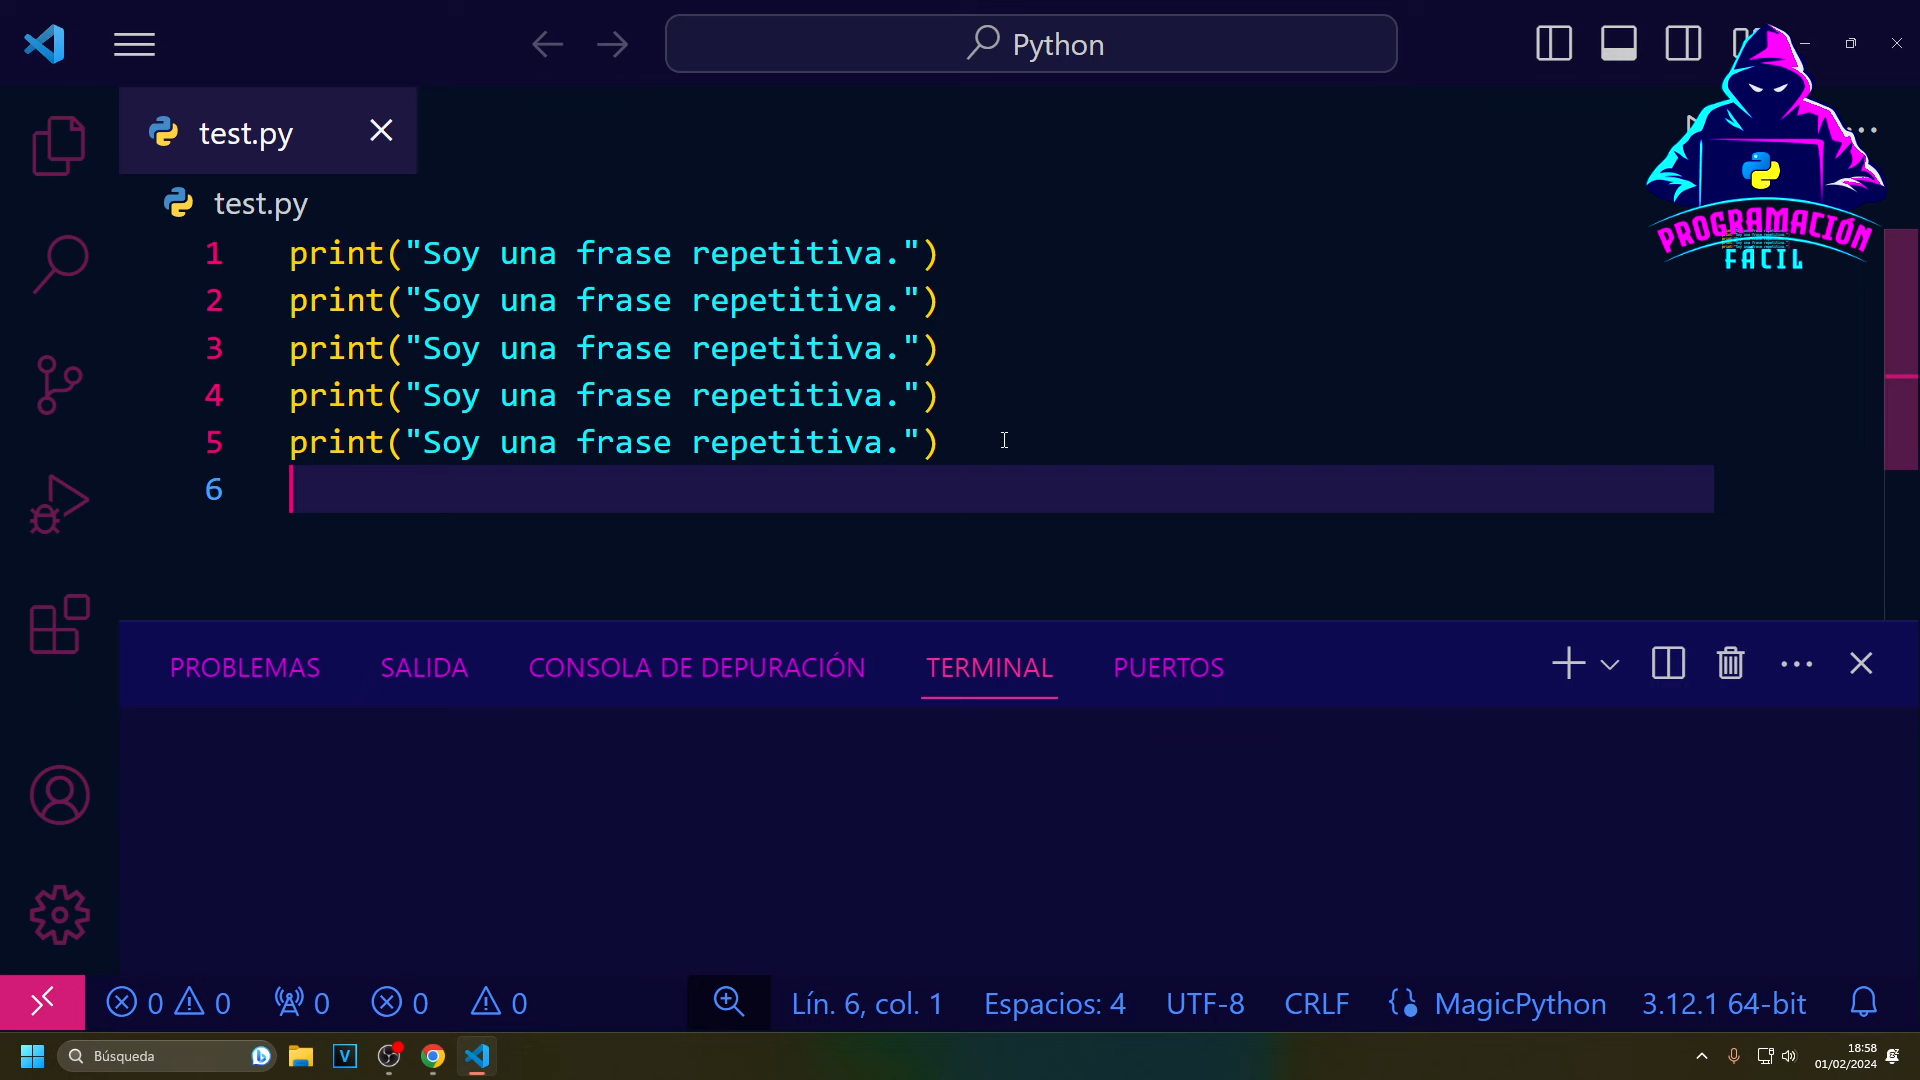 Python
test.py
test.py
1 print("Soy una frase repetitiva.")
2 print("Soy una frase repetitiva.")
3 print("Soy una frase repetitiva.")
4 print("Soy una frase repetitiva.")
5 print("Soy una frase repetitiva.")
6
PROGRAMACIÓN
FÁCIL
PROBLEMAS SALIDA CONSOLA DE DEPURACIÓN TERMINAL PUERTOS
0 0 0 0 0 Lín. 6, col. 1 Espacios: 4 UTF-8 CRLF MagicPython 3.12.1 64-bit
Búsqueda
18:58
01/02/2024